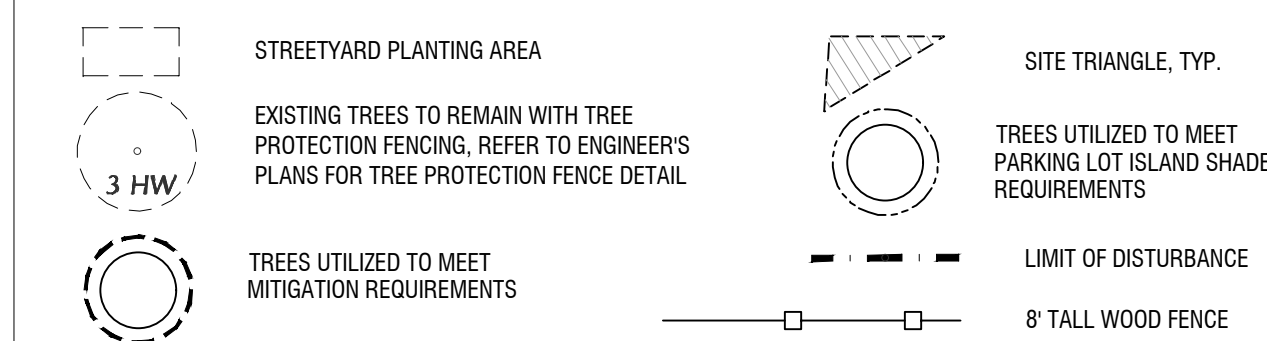 STREETYARD PLANTING AREA
EXISTING TREES TO REMAIN WITH TREE
PROTECTION FENCING, REFER TO ENGINEER'S
PLANS FOR TREE PROTECTION FENCE DETAIL
3 HW
TREES UTILIZED TO MEET
MITIGATION REQUIREMENTS
SITE TRIANGLE, TYP.
TREES UTILIZED TO MEET
PARKING LOT ISLAND SHADE
REQUIREMENTS
LIMIT OF DISTURBANCE
8' TALL WOOD FENCE